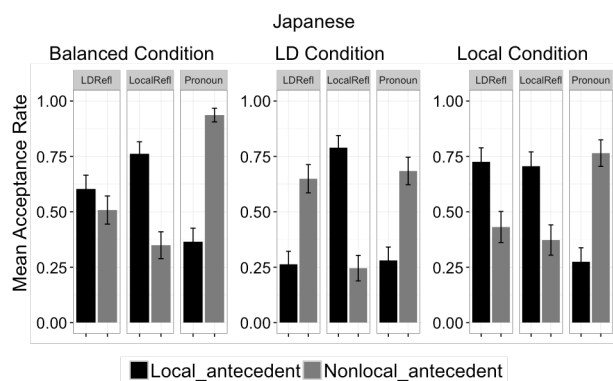 Japanese
Balanced Condition LD Condition Local Condition
LDRefl LocalRefl Pronoun LDRefl LocalRefl Pronoun LDRefl LocalRefl Pronoun
Mean Acceptance Rate
1.00 1.00 1.00
0.75 0.75 0.75
0.50 0.50 0.50
0.25 0.25 0.25
0.00 0.00 0.00
Local_antecedent Nonlocal_antecedent